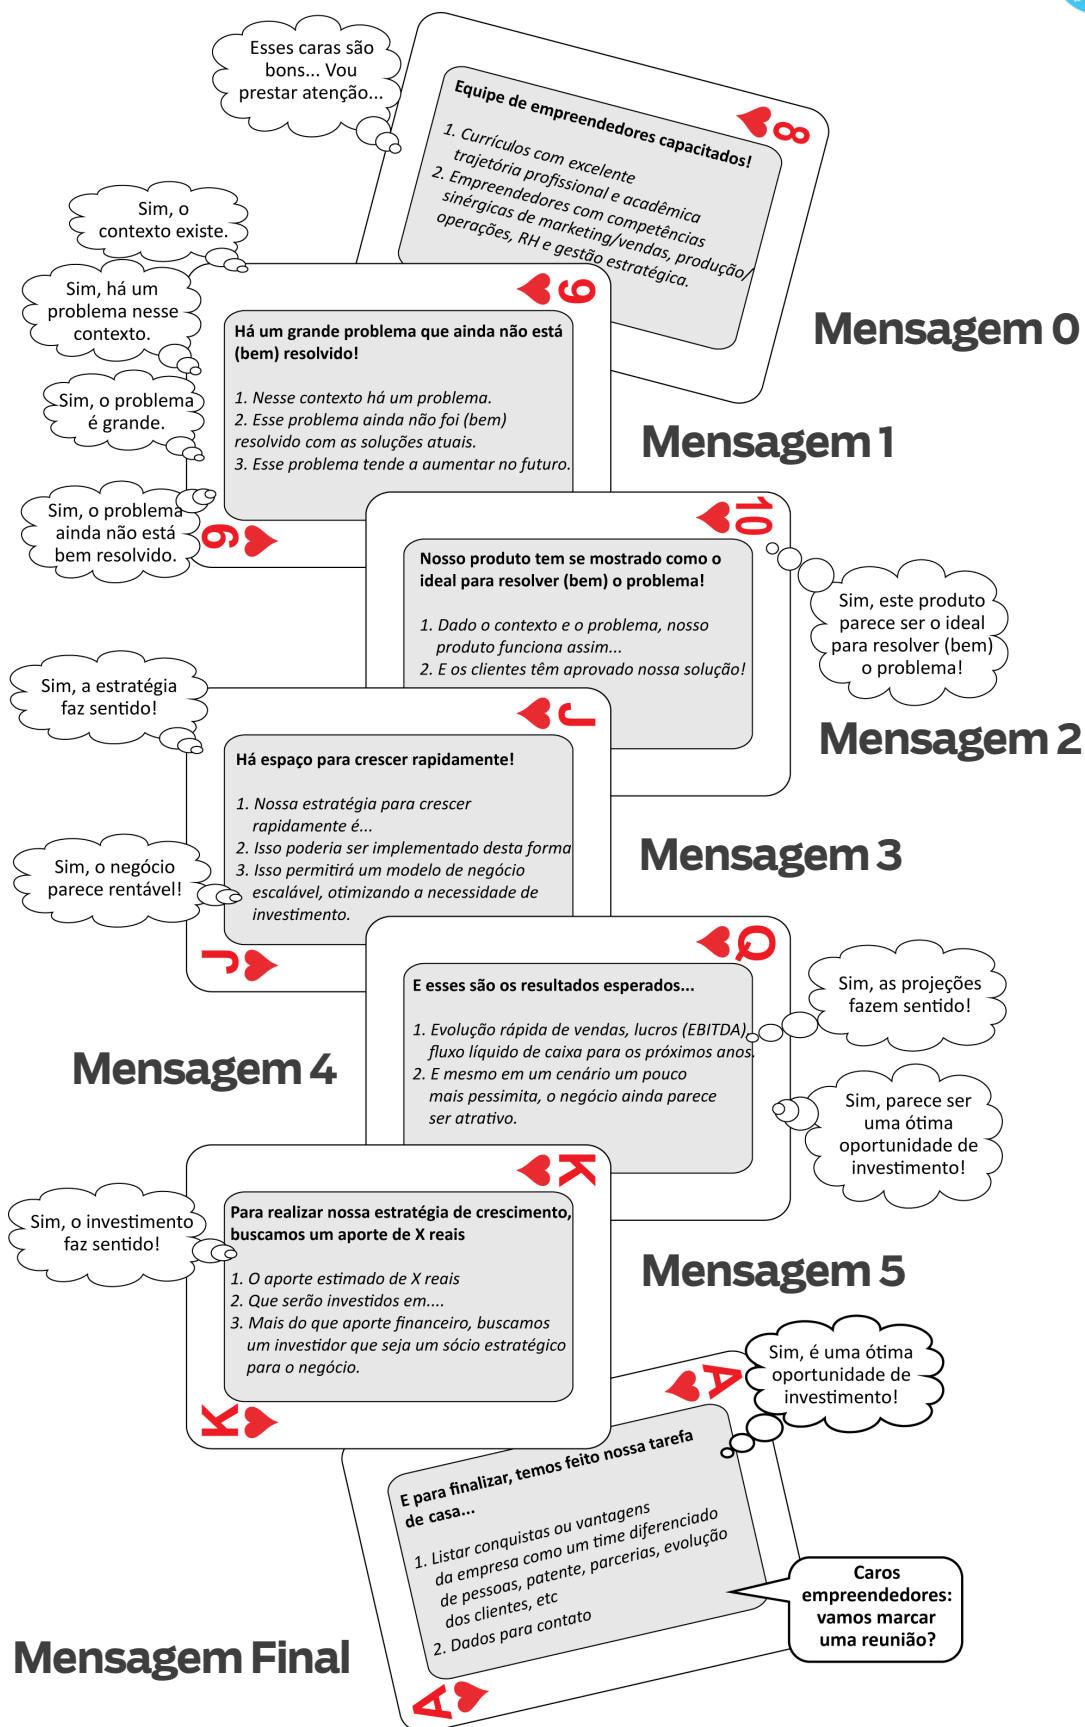 Esses caras são
bons... Vou
prestar atenção...
8
Equipe de empreendedores capacitados!
1. Currículos com excelente
trajetória profissional e acadêmica
2. Empreendedores com competências
sinérgicas de marketing/vendas, produção/
operações, RH e gestão estratégica.
Mensagem 0
Sim, o
contexto existe.
Sim, há um
problema nesse
contexto.
Sim, o problema
é grande.
Sim, o problema
ainda não está
bem resolvido.
9
Há um grande problema que ainda não está
(bem) resolvido!
1. Nesse contexto há um problema.
2. Esse problema ainda não foi (bem)
resolvido com as soluções atuais.
3. Esse problema tende a aumentar no futuro.
9
Mensagem 1
10
Nosso produto tem se mostrado como o
ideal para resolver (bem) o problema!
1. Dado o contexto e o problema, nosso
produto funciona assim...
2. E os clientes têm aprovado nossa solução!
Sim, este produto
parece ser o ideal
para resolver (bem)
o problema!
Mensagem 2
Sim, a estratégia
faz sentido!
Sim, o negócio
parece rentável!
J
Há espaço para crescer rapidamente!
1. Nossa estratégia para crescer
rapidamente é...
2. Isso poderia ser implementado desta forma
3. Isso permitirá um modelo de negócio
escalável, otimizando a necessidade de
investimento.
J
Mensagem 3
Q
E esses são os resultados esperados...
1. Evolução rápida de vendas, lucros (EBITDA),
fluxo líquido de caixa para os próximos anos.
2. E mesmo em um cenário um pouco
mais pessimita, o negócio ainda parece
ser atrativo.
Sim, as projeções
fazem sentido!
Sim, parece ser
uma ótima
oportunidade de
investimento!
Mensagem 4
Sim, o investimento
faz sentido!
K
Para realizar nossa estratégia de crescimento,
buscamos um aporte de X reais
1. O aporte estimado de X reais
2. Que serão investidos em....
3. Mais do que aporte financeiro, buscamos
um investidor que seja um sócio estratégico
para o negócio.
K
Mensagem 5
Sim, é uma ótima
oportunidade de
investimento!
A
E para finalizar, temos feito nossa tarefa
de casa...
1. Listar conquistas ou vantagens
da empresa como um time diferenciado
de pessoas, patente, parcerias, evolução
dos clientes, etc
2. Dados para contato
A
Caros
empreendedores:
vamos marcar
uma reunião?
Mensagem Final